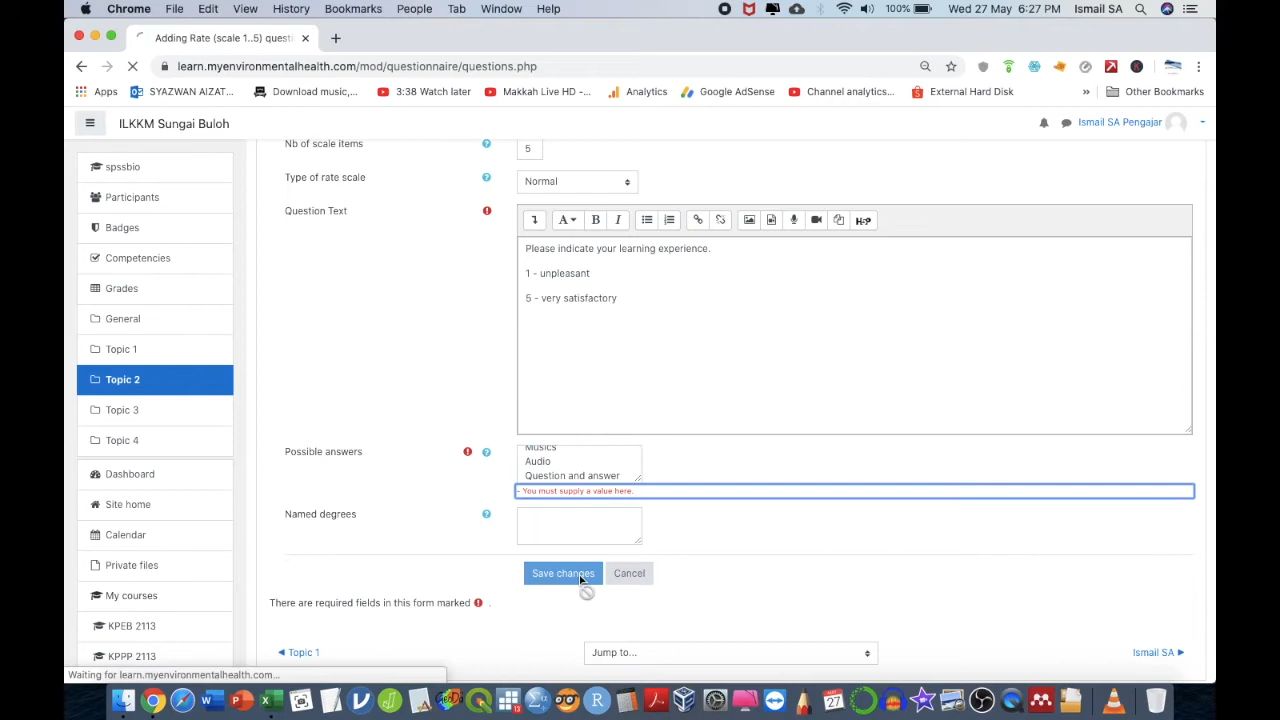 Chrome File Edit View History Bookmarks People Tab Window Help 100% Wed 27 May 6:27 PM Ismail SA
Adding Rate (scale 1..5) questi
learn.myenvironmentalhealth.com/mod/questionnaire/questions.php
Apps SYAZWAN AIZAT... Download music,... 3:38 Watch later Makkah Live HD -... Analytics Google AdSense Channel analytics... External Hard Disk » Other Bookmarks
ILKKM Sungai Buloh Ismail SA Pengajar
spssbio
Participants
Badges
Competencies
Grades
General
Topic 1
Topic 2
Topic 3
Topic 4
Dashboard
Site home
Calendar
Private files
My courses
KPEB 2113
KPPP 2113
Nb of scale items 5
Type of rate scale Normal
Question Text
A B I H-P
Please indicate your learning experience.
1 - unpleasant
5 - very satisfactory
Possible answers
Musics
Audio
Question and answer
- You must supply a value here.
Named degrees
Save changes Cancel
There are required fields in this form marked .
Topic 1 Jump to... Ismail SA
Waiting for learn.myenvironmentalhealth.com...